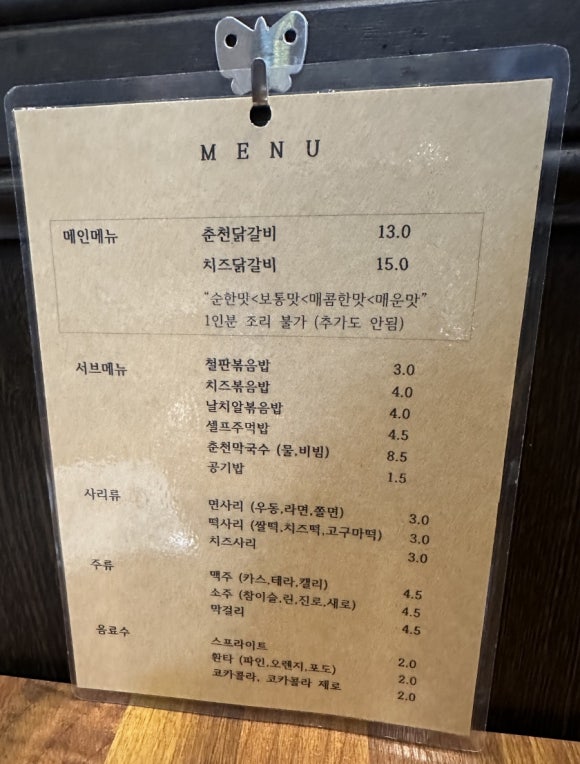 MENU
메인메뉴 춘천닭갈비 13.0
치즈닭갈비 15.0
"순한맛<보통맛<매콤한맛<매운맛"
1인분 조리 불가 (추가도 안됨)
서브메뉴 철판볶음밥 3.0
치즈볶음밥 4.0
날치알볶음밥 4.0
셀프주먹밥 4.5
춘천막국수 (물,비빔) 8.5
공기밥 1.5
사리류 면사리 (우동,라면,쫄면) 3.0
떡사리 (쌀떡,치즈떡,고구마떡) 3.0
치즈사리 3.0
주류 맥주 (카스,테라,캘리) 4.5
소주 (참이슬,린,진로,새로) 4.5
막걸리 4.5
음료수 스프라이트 2.0
환타 (파인,오렌지,포도) 2.0
코카콜라, 코카콜라 제로 2.0